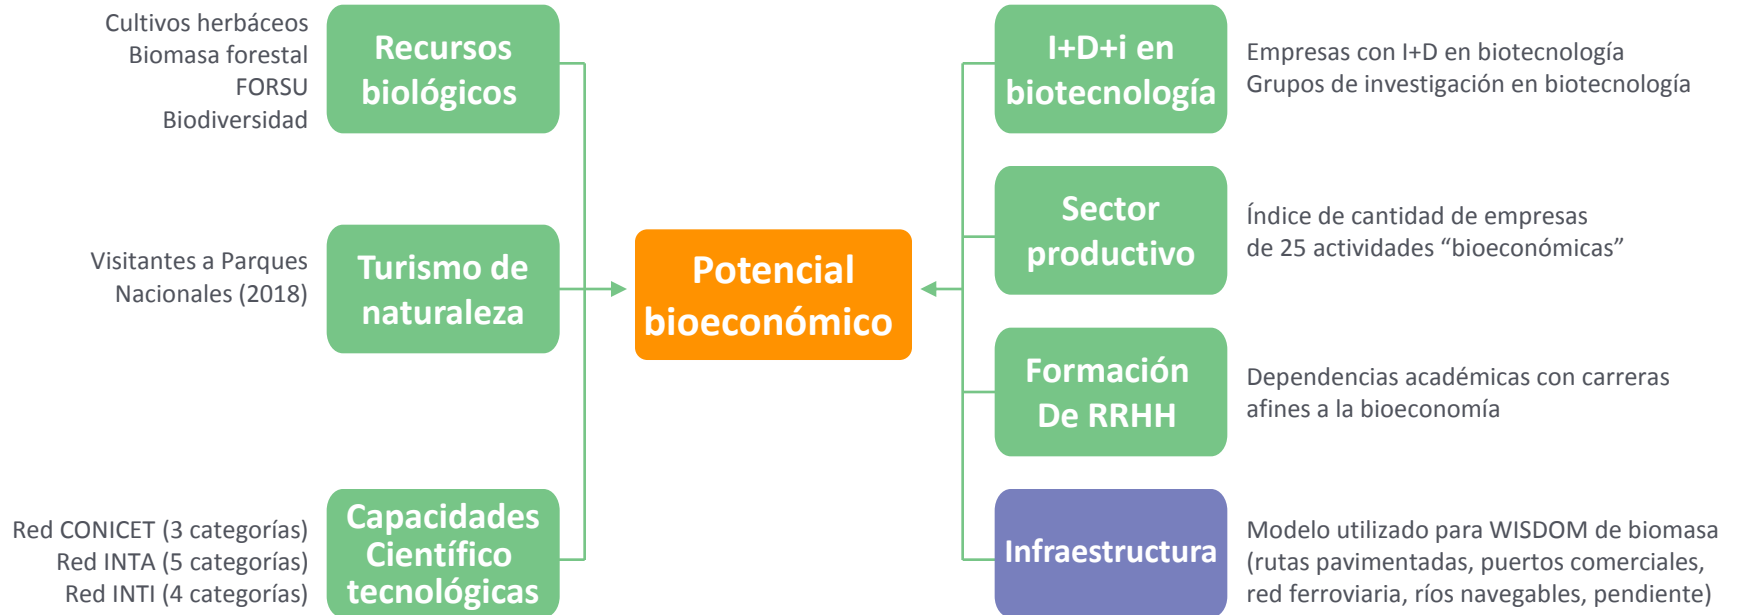 Cultivos herbáceos
Biomasa forestal
FORSU
Biodiversidad
Recursos
biológicos
Visitantes a Parques
Nacionales (2018)
Turismo de
naturaleza
Red CONICET (3 categorías)
Red INTA (5 categorías)
Red INTI (4 categorías)
Capacidades
Científico
tecnológicas
Potencial
bioeconómico
I+D+i en
biotecnología
Empresas con I+D en biotecnología
Grupos de investigación en biotecnología
Sector
productivo
Índice de cantidad de empresas
de 25 actividades “bioeconómicas”
Formación
De RRHH
Dependencias académicas con carreras
afines a la bioeconomía
Infraestructura
Modelo utilizado para WISDOM de biomasa
(rutas pavimentadas, puertos comerciales,
red ferroviaria, ríos navegables, pendiente)